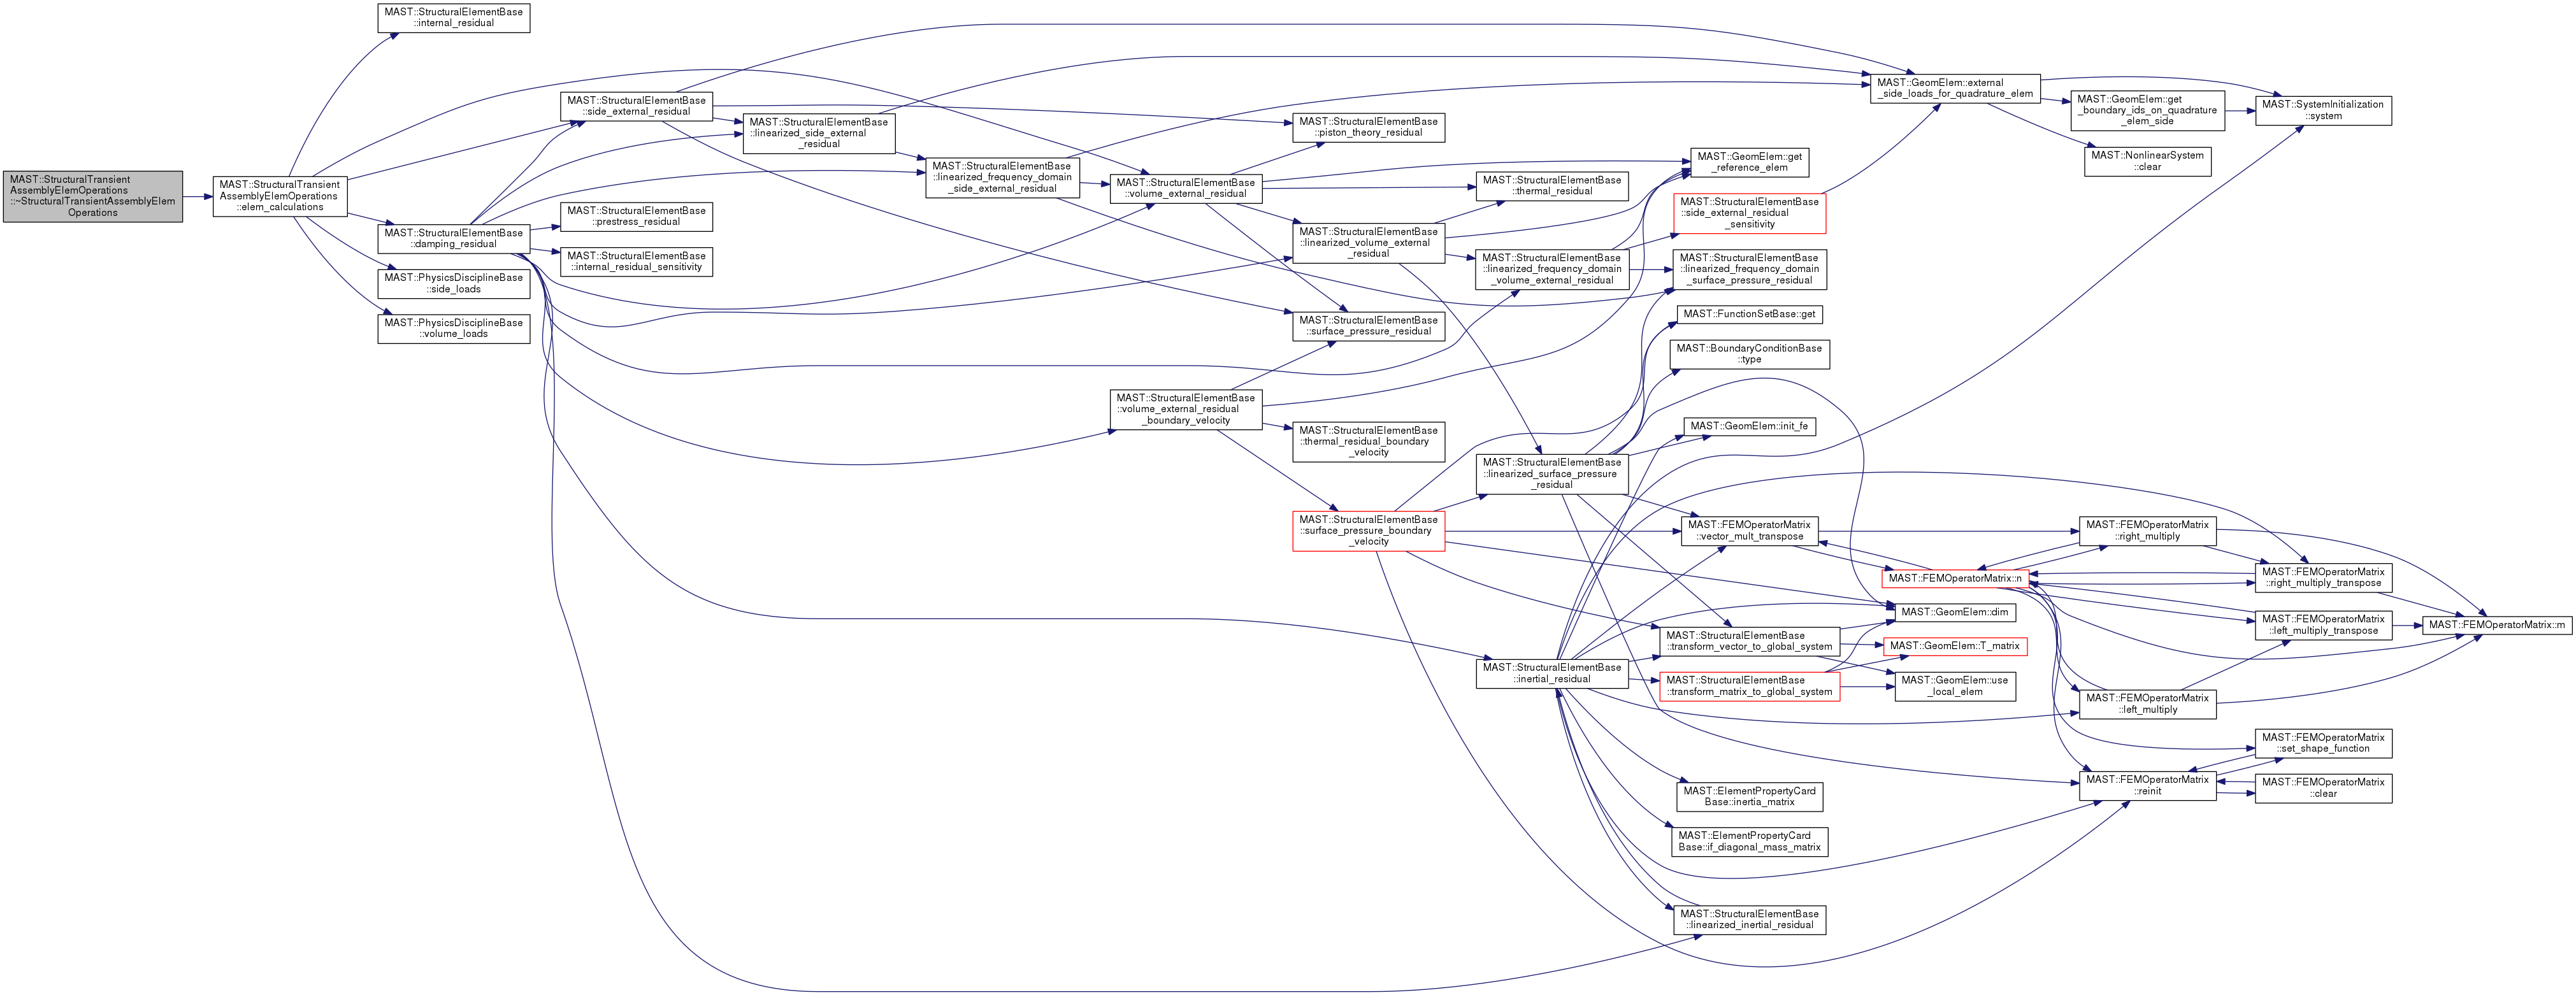 MAST::StructuralTransient
AssemblyElemOperations
::~StructuralTransientAssemblyElem
Operations
MAST::StructuralTransient
AssemblyElemOperations
::elem_calculations
MAST::StructuralElementBase
::internal_residual
MAST::StructuralElementBase
::damping_residual
MAST::PhysicsDisciplineBase
::side_loads
MAST::PhysicsDisciplineBase
::volume_loads
MAST::StructuralElementBase
::side_external_residual
MAST::StructuralElementBase
::prestress_residual
MAST::StructuralElementBase
::internal_residual_sensitivity
MAST::StructuralElementBase
::linearized_side_external
_residual
MAST::StructuralElementBase
::linearized_frequency_domain
_side_external_residual
MAST::StructuralElementBase
::volume_external_residual
MAST::StructuralElementBase
::volume_external_residual
_boundary_velocity
MAST::StructuralElementBase
::piston_theory_residual
MAST::StructuralElementBase
::linearized_volume_external
_residual
MAST::StructuralElementBase
::surface_pressure_residual
MAST::StructuralElementBase
::thermal_residual_boundary
_velocity
MAST::StructuralElementBase
::surface_pressure_boundary
_velocity
MAST::StructuralElementBase
::thermal_residual
MAST::StructuralElementBase
::linearized_frequency_domain
_volume_external_residual
MAST::StructuralElementBase
::linearized_surface_pressure
_residual
MAST::StructuralElementBase
::inertial_residual
MAST::GeomElem::get
_reference_elem
MAST::StructuralElementBase
::side_external_residual
_sensitivity
MAST::StructuralElementBase
::linearized_frequency_domain
_surface_pressure_residual
MAST::FunctionSetBase::get
MAST::BoundaryConditionBase
::type
MAST::GeomElem::init_fe
MAST::FEMOperatorMatrix
::vector_mult_transpose
MAST::StructuralElementBase
::transform_vector_to_global_system
MAST::StructuralElementBase
::transform_matrix_to_global_system
MAST::ElementPropertyCard
Base::inertia_matrix
MAST::ElementPropertyCard
Base::if_diagonal_mass_matrix
MAST::StructuralElementBase
::linearized_inertial_residual
MAST::GeomElem::external
_side_loads_for_quadrature_elem
MAST::FEMOperatorMatrix::n
MAST::GeomElem::dim
MAST::GeomElem::T_matrix
MAST::GeomElem::use
_local_elem
MAST::GeomElem::get
_boundary_ids_on_quadrature
_elem_side
MAST::NonlinearSystem
::clear
MAST::FEMOperatorMatrix
::right_multiply
MAST::FEMOperatorMatrix
::left_multiply
MAST::FEMOperatorMatrix
::reinit
MAST::SystemInitialization
::system
MAST::FEMOperatorMatrix
::right_multiply_transpose
MAST::FEMOperatorMatrix
::left_multiply_transpose
MAST::FEMOperatorMatrix
::set_shape_function
MAST::FEMOperatorMatrix
::clear
MAST::FEMOperatorMatrix::m